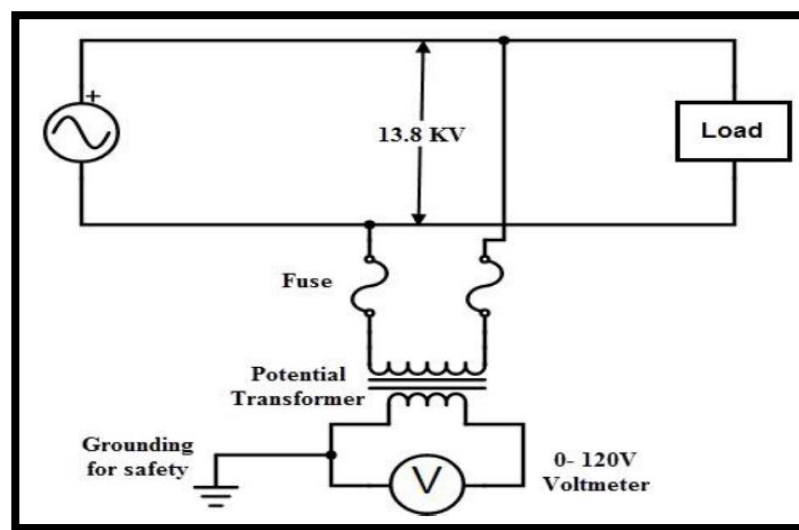 +
13.8 KV
Load
Fuse
Potential
Transformer
Grounding
for safety
V
0- 120V
Voltmeter